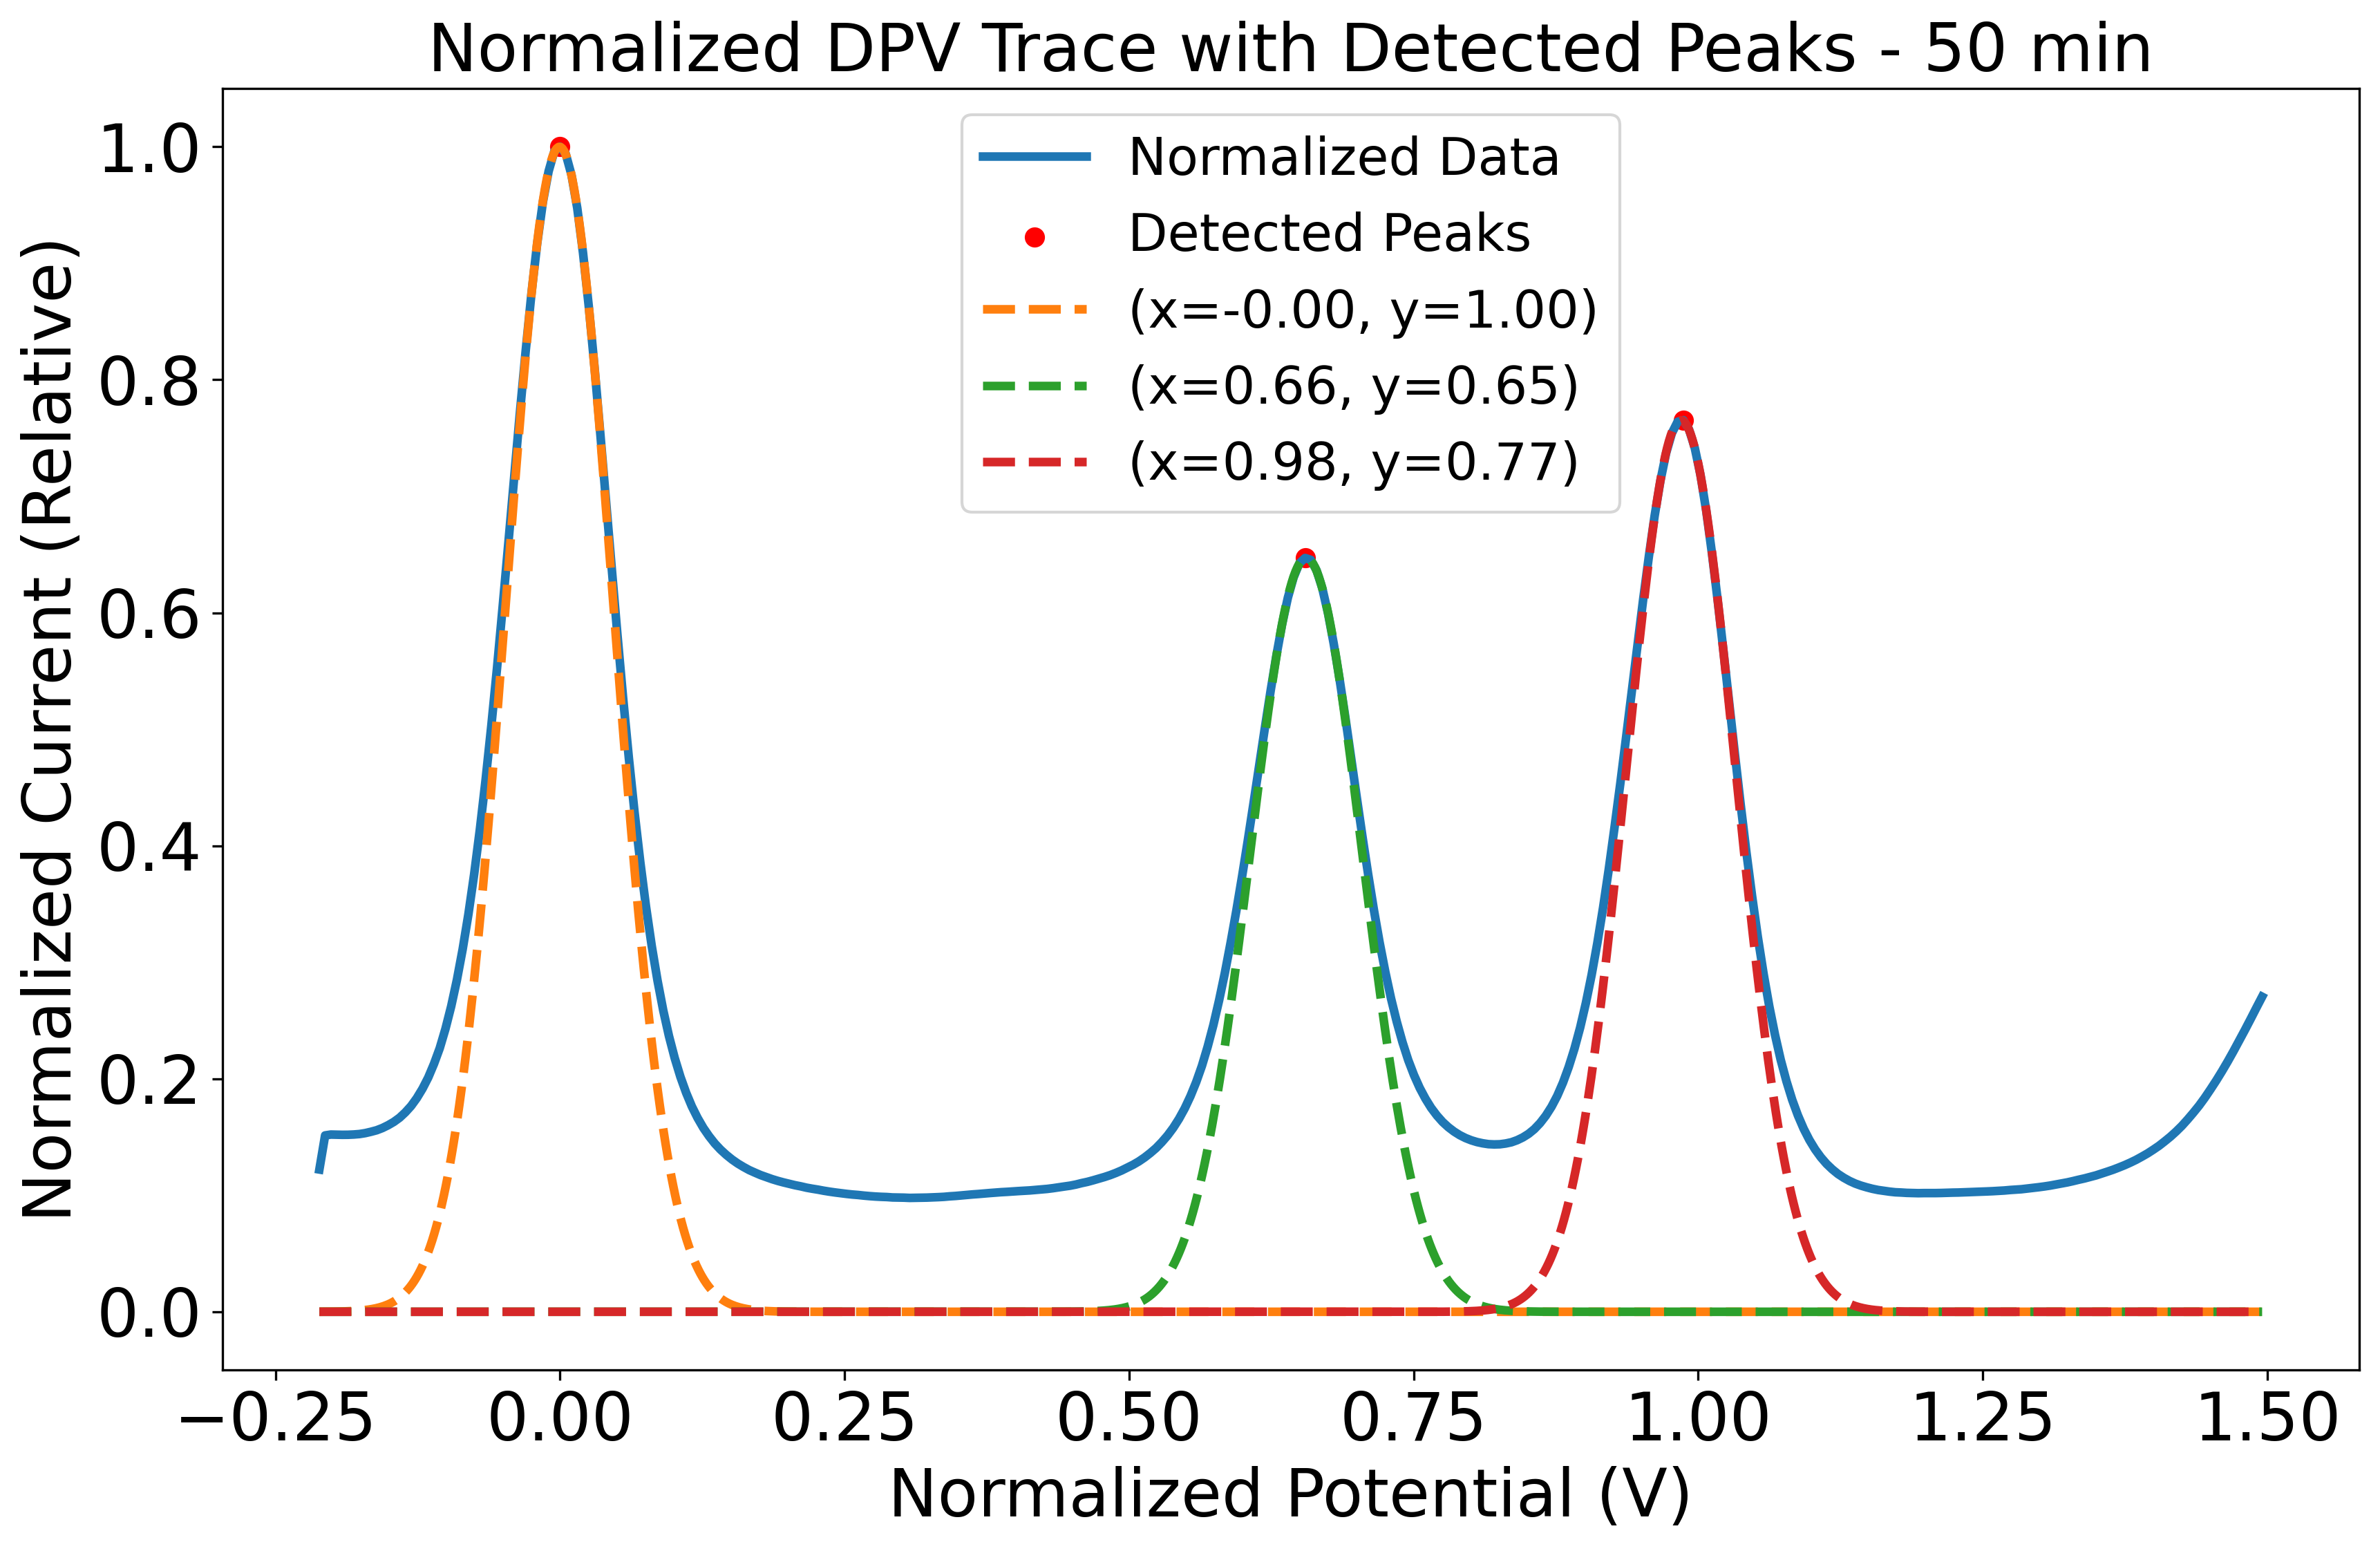 Normalized DPV Trace with Detected Peaks - 50 min
Normalized Current (Relative)
1.0
0.8
0.6
0.4
0.2
0.0
Normalized Data
Detected Peaks
(x=-0.00, y=1.00)
(x=0.66, y=0.65)
(x=0.98, y=0.77)
−0.25 0.00 0.25 0.50 0.75 1.00 1.25 1.50
Normalized Potential (V)